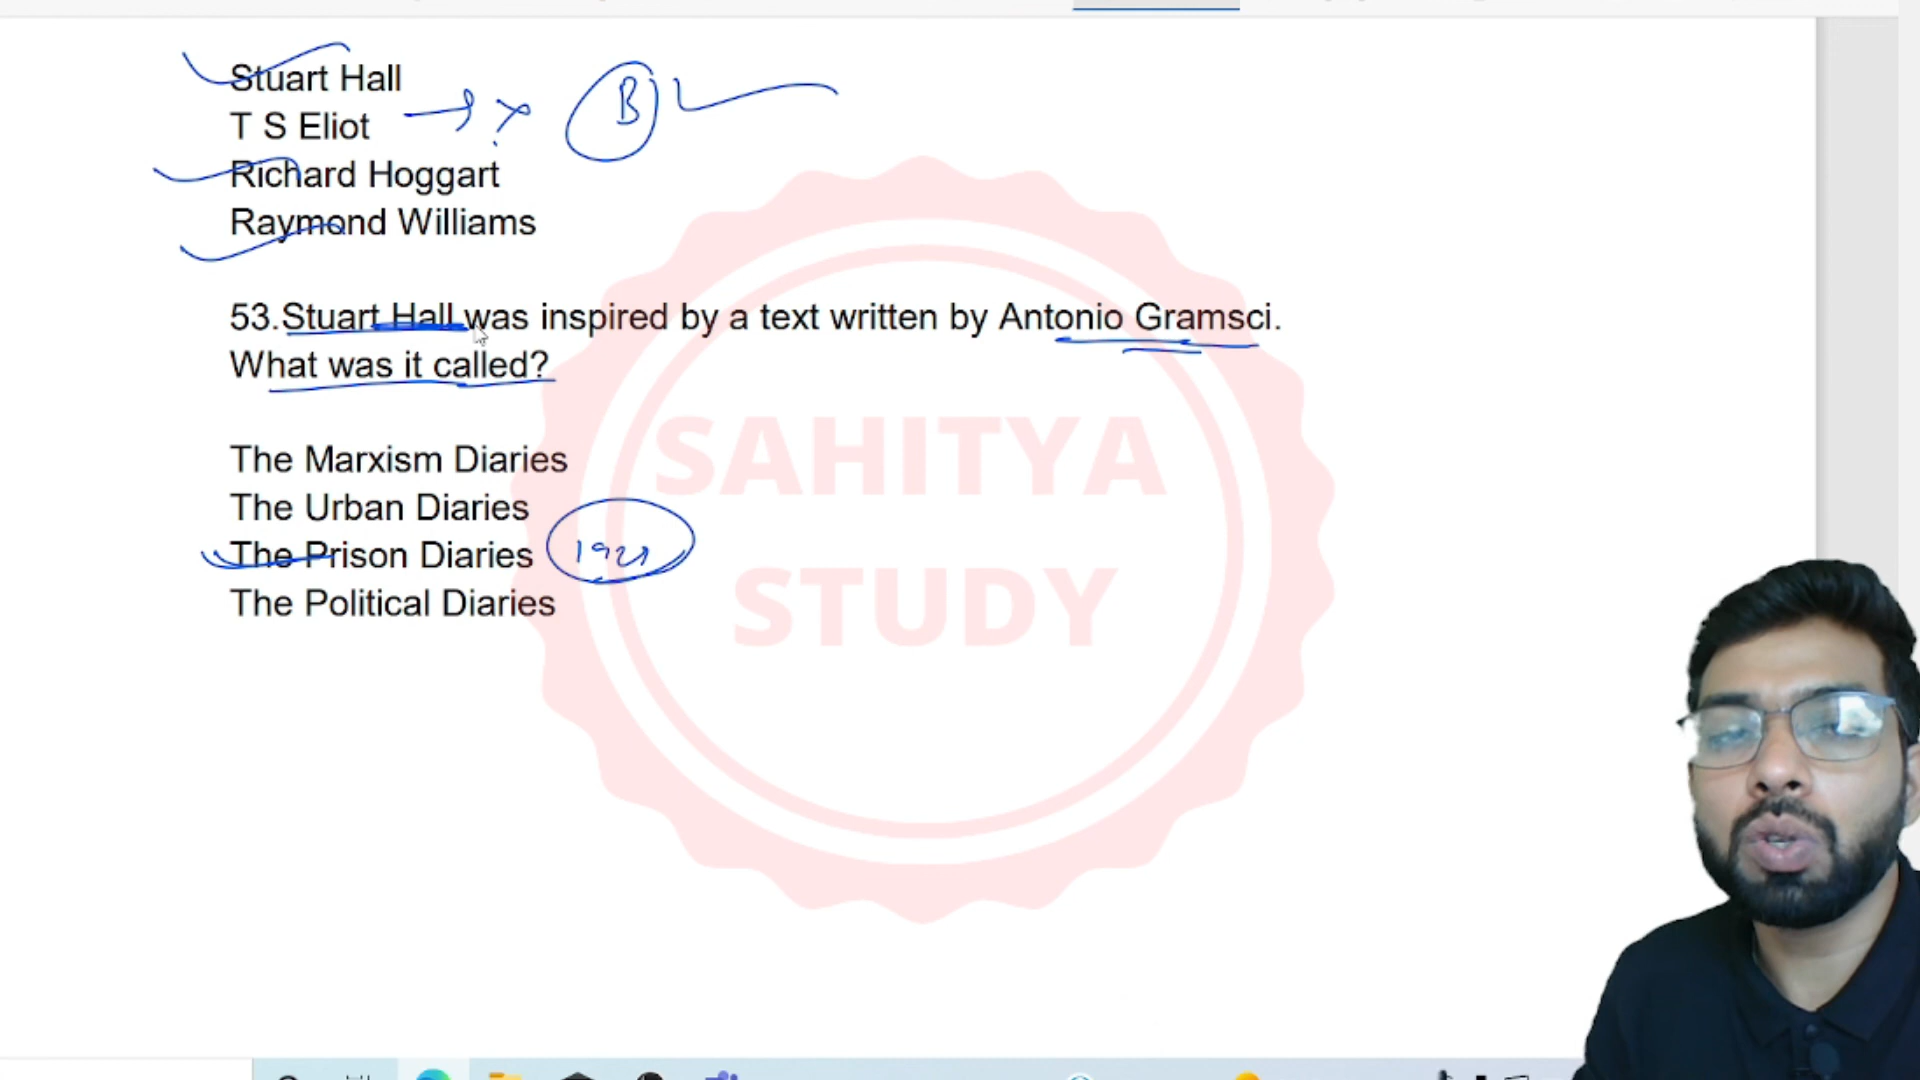 Stuart Hall
T S Eliot
B
Richard Hoggart
Raymond Williams
53.Stuart Hall was inspired by a text written by Antonio Gramsci.
What was it called?
The Marxism Diaries
The Urban Diaries
The Prison Diaries
The Political Diaries
SAHITYA
STUDY